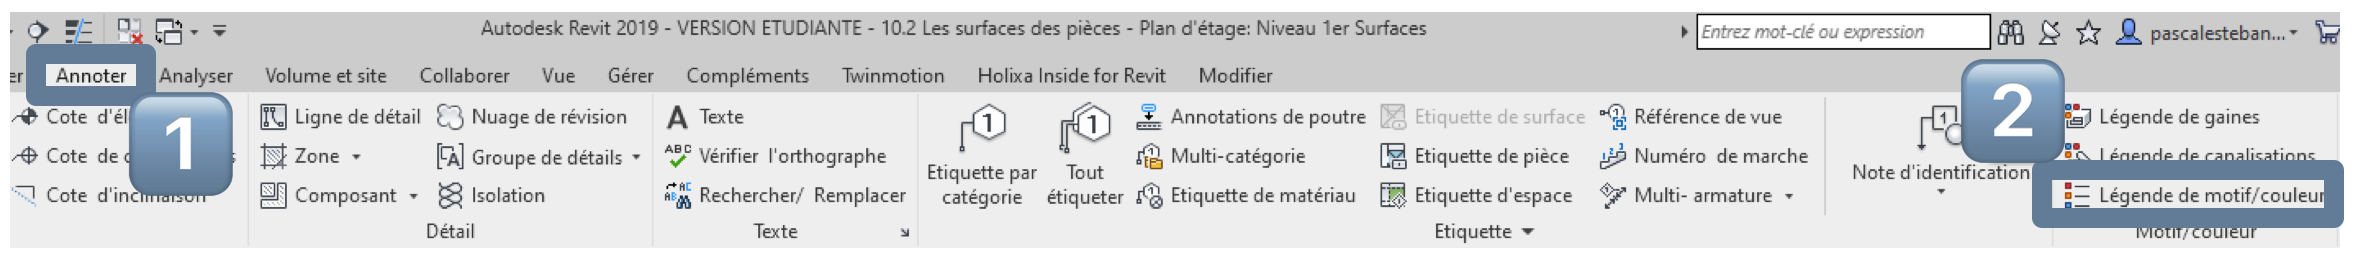 Autodesk Revit 2019 - VERSION ETUDIANTE - 10.2 Les surfaces des pièces - Plan d'étage: Niveau 1er Surfaces
Entrez mot-clé ou expression
pascalesteban...
er Annoter Analyser Volume et site Collaborer Vue Gérer Compléments Twinmotion Holixa Inside for Revit Modifier
1
2
Cote d'él
Cote de
Cote d'inclinaison
Ligne de détail
Zone
Composant
Nuage de révision
Groupe de détails
Isolation
Détail
Texte
Vérifier l'orthographe
Rechercher/ Remplacer
Texte
Etiquette par
catégorie
Tout
étiqueter
Annotations de poutre
Multi-catégorie
Etiquette de matériau
Etiquette de surface
Etiquette de pièce
Etiquette d'espace
Référence de vue
Numéro de marche
Multi- armature
Etiquette
Note d'identification
Légende de gaines
Légende de canalisations
Légende de motif/couleur
Motif/couleur